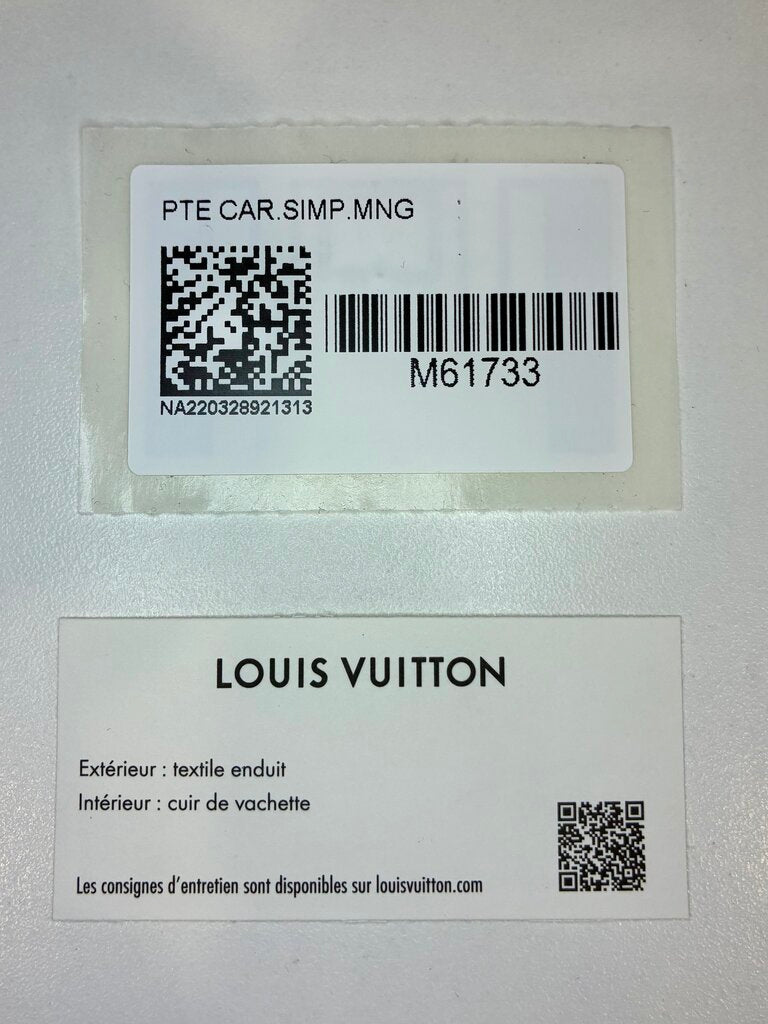 PTE CAR.SIMP.MNG
NA220328921313
M61733
LOUIS VUITTON
Extérieur : textile enduit
Intérieur : cuir de vachette
Les consignes d'entretien sont disponibles sur louisvuitton.com